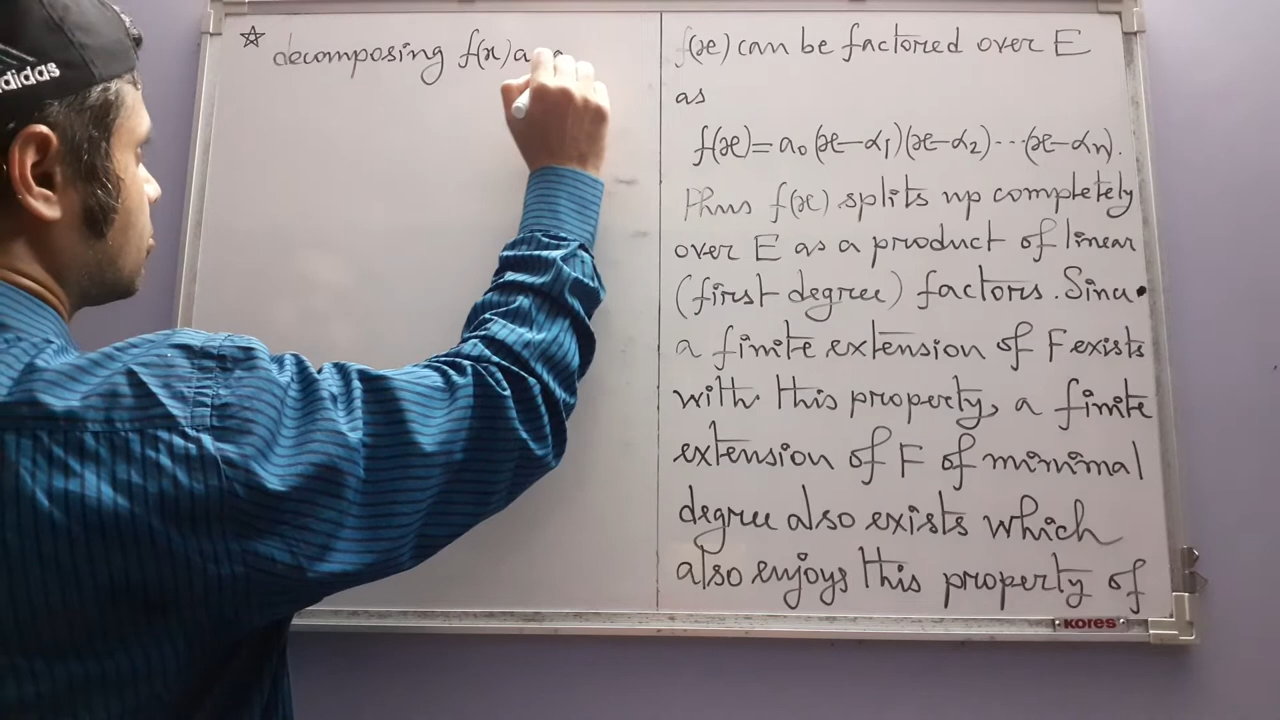 adidas
☆ decomposing f(x) a
f(x) can be factored over E
as
f(x) = a₀ (x-α₁)(x-α₂)···(x-αn).
Thus f(x) splits up completely
over E as a product of linear
(first degree) factors. Since
a finite extension of F exists
with this property, a finite
extension of F of minimal
degree also exists which
also enjoys this property of
KORES